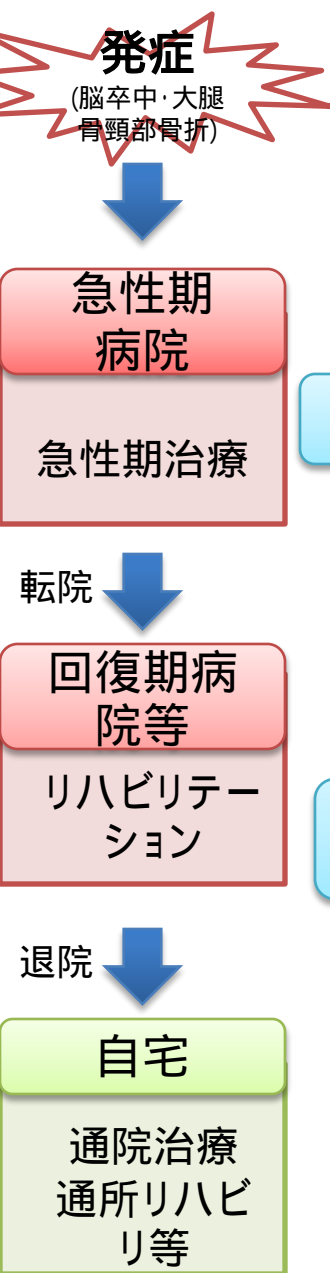 発症
(脳卒中･大腿
骨頸部骨折)
急性期
病院
急性期治療
転院
回復期病
院等
リハビリテー
ション
退院
自宅
通院治療
通所リハビ
リ等